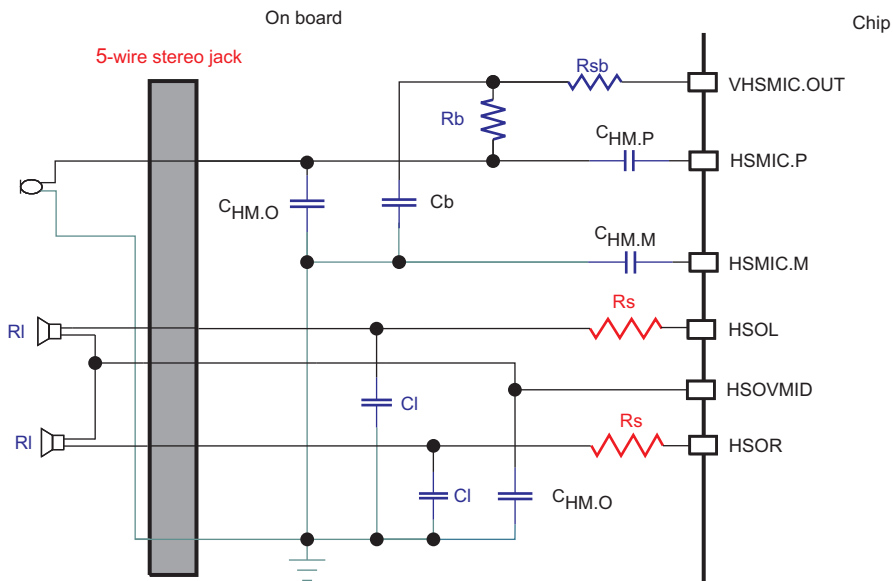 On board
Chip
5-wire stereo jack
Rsb
VHSMIC.OUT
Rb
CHM.P
HSMIC.P
CHM.O
Cb
CHM.M
HSMIC.M
Rs
Rl
HSOL
HSOVMID
Cl
Rs
Rl
HSOR
Cl
CHM.O